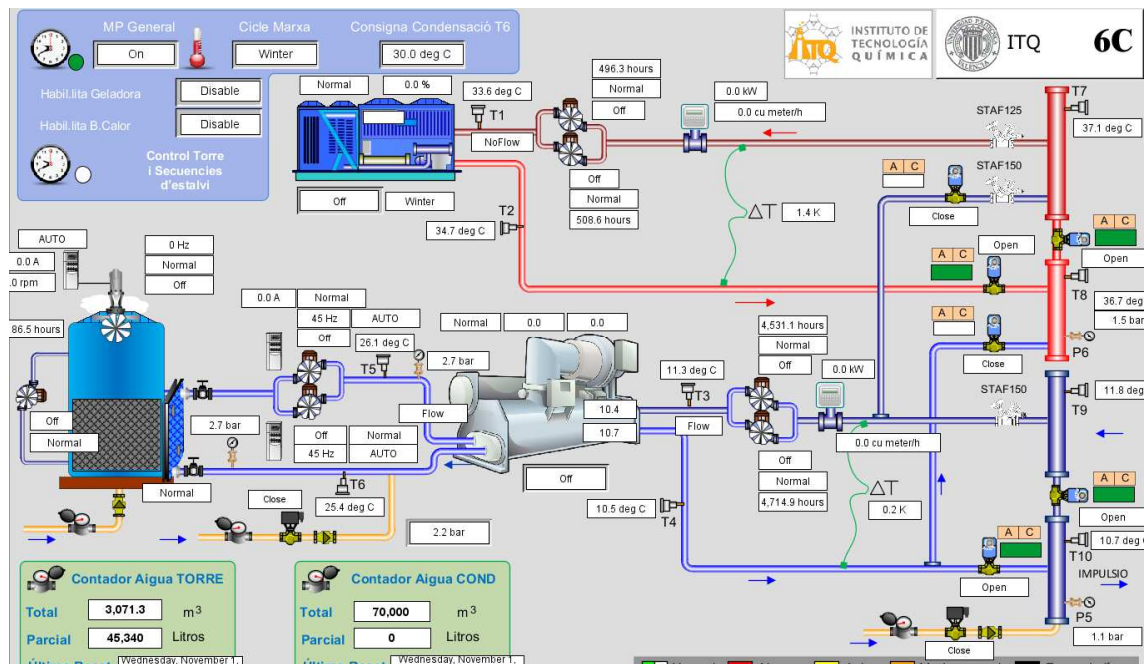 MP General
Cicle Marxa
Consigna Condensació T6
On
Winter
30.0 deg C
Habil.lita Geladora
Disable
Habil.lita B.Calor
Disable
Control Torre
i Secuencies
d'estalvi
INSTITUTO DE
TECNOLOGÍA
QUÍMICA
ITQ
ITQ
6C
Normal
0.0 %
33.6 deg C
T1
NoFlow
496.3 hours
Normal
Off
0.0 kW
0.0 cu meter/h
STAF125
T7
37.1 deg C
Off
Winter
Off
Normal
508.6 hours
STAF150
A C
Close
T2
34.7 deg C
ΔT
1.4 K
Open
A C
Open
A C
T8
36.7 deg
1.5 bar
P6
A C
Close
AUTO
0.0 A
.0 rpm
0 Hz
Normal
Off
86.5 hours
Off
Normal
Normal
0.0 A
Normal
45 Hz
AUTO
Off
26.1 deg C
T5
2.7 bar
Normal
0.0
0.0
Flow
2.7 bar
Off
Normal
45 Hz
AUTO
T6
25.4 deg C
Close
2.2 bar
10.4
10.7
Off
11.3 deg C
T3
Flow
4,531.1 hours
Normal
Off
0.0 kW
0.0 cu meter/h
Off
Normal
4,714.9 hours
STAF150
T9
11.8 deg
10.5 deg C
T4
ΔT
0.2 K
A C
Open
A C
Open
T10
10.7 deg C
IMPULSIO
P5
1.1 bar
Close
Contador Aigua TORRE
Total
3,071.3
m3
Parcial
45,340
Litros
Wednesday, November 1,
Contador Aigua COND
Total
70,000
m3
Parcial
0
Litros
Wednesday, November 1,